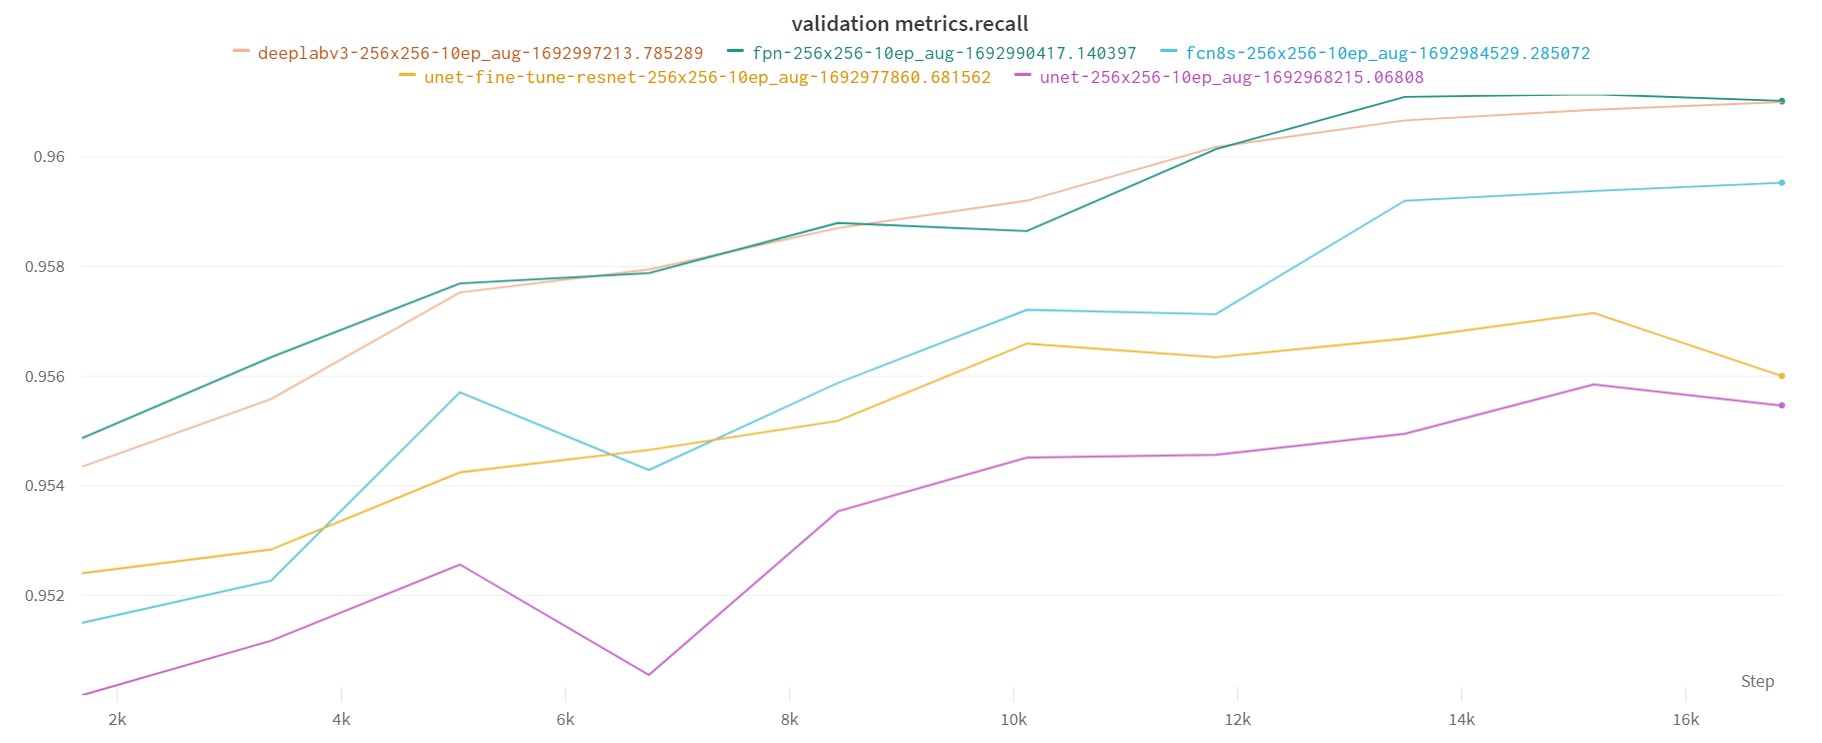 validation metrics.recall
deeplabv3-256x256-10ep_aug-1692997213.785289 fpn-256x256-10ep_aug-1692990417.140397 fcn8s-256x256-10ep_aug-1692984529.285072
unet-fine-tune-resnet-256x256-10ep_aug-1692977860.681562 unet-256x256-10ep_aug-1692968215.06808
0.96
0.958
0.956
0.954
0.952
Step
2k 4k 6k 8k 10k 12k 14k 16k